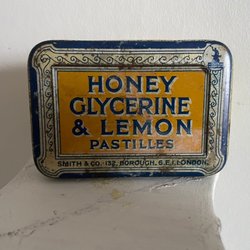 HONEY
GLYCERINE
& LEMON
PASTILLES
SMITH & CO. 132, BOROUGH, S.E.1. LONDON.